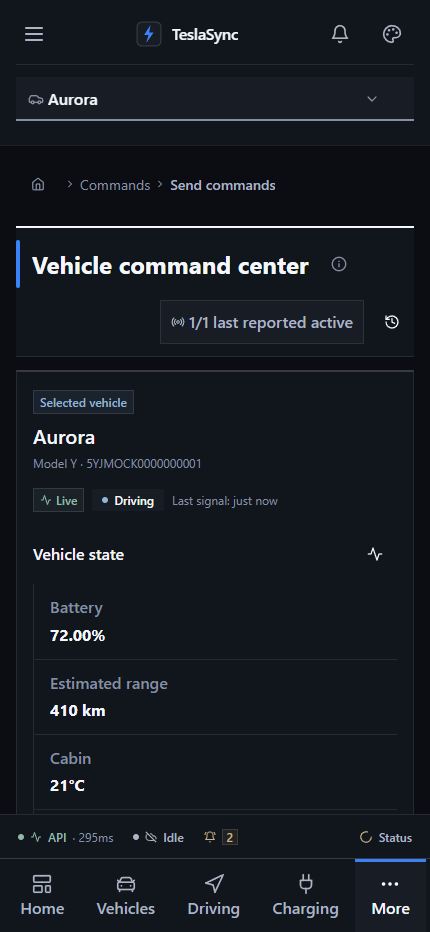 TeslaSync
Aurora
Commands Send commands
Vehicle command center
1/1 last reported active
Selected vehicle
Aurora
Model Y · 5YJMOCK0000000001
Live Driving Last signal: just now
Vehicle state
Battery
72.00%
Estimated range
410 km
Cabin
21°C
API · 295ms Idle 2 Status
Home Vehicles Driving Charging More